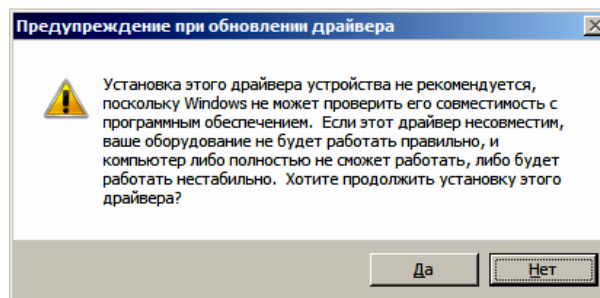 Предупреждение при обновлении драйвера
Установка этого драйвера устройства не рекомендуется,
поскольку Windows не может проверить его совместимость с
программным обеспечением.  Если этот драйвер несовместим,
ваше оборудование не будет работать правильно, и
компьютер либо полностью не сможет работать, либо будет
работать нестабильно.  Хотите продолжить установку этого
драйвера?
Да
Нет